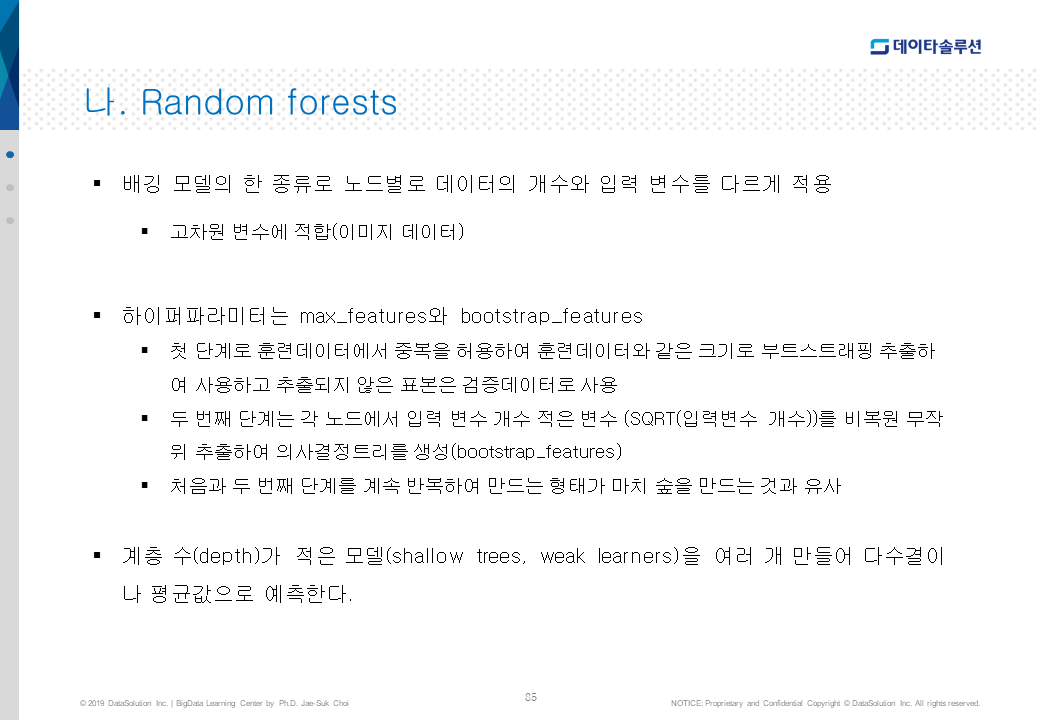 데이타솔루션
나. Random forests
▪ 배깅 모델의 한 종류로 노드별로 데이터의 개수와 입력 변수를 다르게 적용
▪ 고차원 변수에 적합(이미지 데이터)
▪ 하이퍼파라미터는 max_features와 bootstrap_features
▪ 첫 단계로 훈련데이터에서 중복을 허용하여 훈련데이터와 같은 크기로 부트스트래핑 추출하
여 사용하고 추출되지 않은 표본은 검증데이터로 사용
▪ 두 번째 단계는 각 노드에서 입력 변수 개수 적은 변수 (SQRT(입력변수 개수))를 비복원 무작
위 추출하여 의사결정트리를 생성(bootstrap_features)
▪ 처음과 두 번째 단계를 계속 반복하여 만드는 형태가 마치 숲을 만드는 것과 유사
▪ 계층 수(depth)가 적은 모델(shallow trees, weak learners)을 여러 개 만들어 다수결이
나 평균값으로 예측한다.
© 2019 DataSolution Inc. | BigData Learning Center by Ph.D. Jae-Suk Choi
85
NOTICE: Proprietary and Confidential Copyright © DataSolution Inc. All rights reserved.